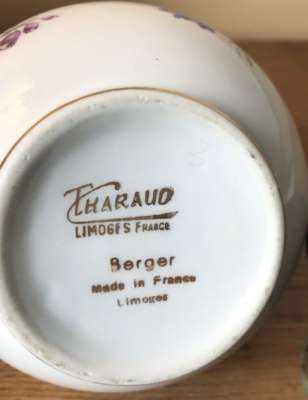 THARAUD
LIMOGES FRANCE
Berger
Made in France
Limoges